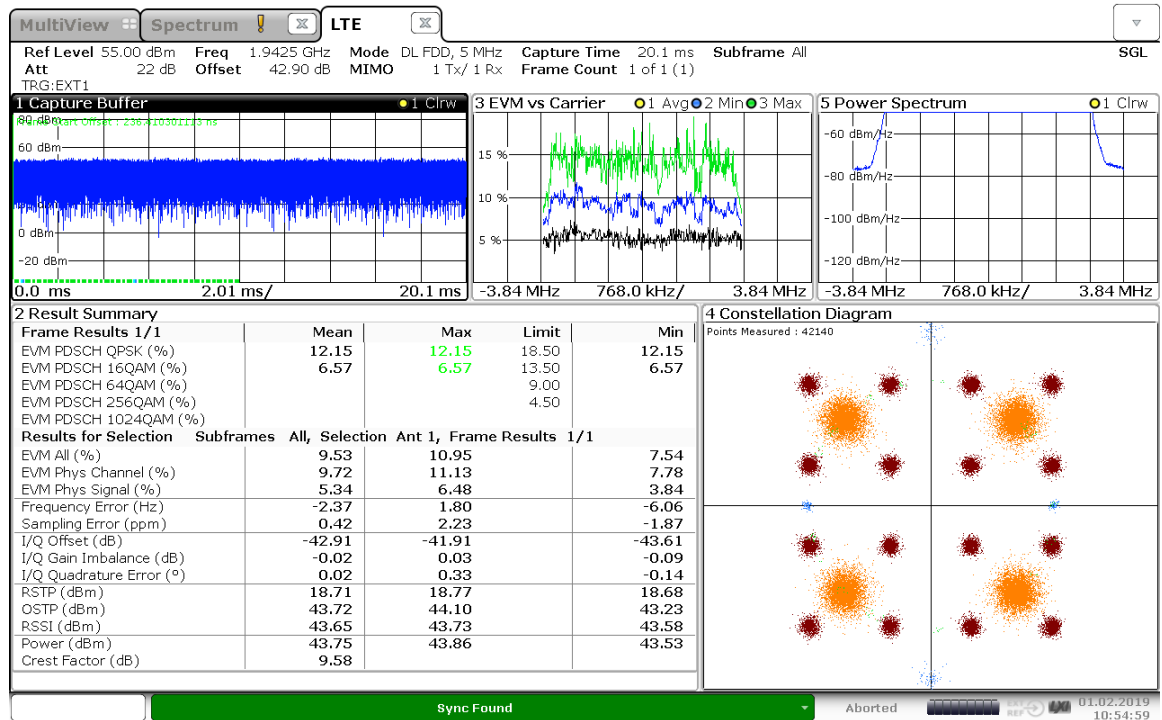 MultiView Spectrum LTE
Ref Level 55.00 dBm Freq 1.9425 GHz Mode DL FDD, 5 MHz Capture Time 20.1 ms Subframe All SGL
Att 22 dB Offset 42.90 dB MIMO 1 Tx/ 1 Rx Frame Count 1 of 1 (1)
TRG:EXT1
1 Capture Buffer 1 Clrw
Frame Start Offset :
80 dBm
60 dBm
0 dBm
-20 dBm
0.0 ms 2.01 ms/ 20.1 ms
3 EVM vs Carrier 1 Avg 2 Min 3 Max
15 %
10 %
5 %
-3.84 MHz 768.0 kHz/ 3.84 MHz
5 Power Spectrum 1 Clrw
-60 dBm/Hz
-80 dBm/Hz
-100 dBm/Hz
-120 dBm/Hz
-3.84 MHz 768.0 kHz/ 3.84 MHz
2 Result Summary
Frame Results 1/1 Mean Max Limit Min
EVM PDSCH QPSK (%) 12.15 12.15 18.50 12.15
EVM PDSCH 16QAM (%) 6.57 6.57 13.50 6.57
EVM PDSCH 64QAM (%) 9.00
EVM PDSCH 256QAM (%) 4.50
EVM PDSCH 1024QAM (%)
Results for Selection Subframes All, Selection Ant 1, Frame Results 1/1
EVM All (%) 9.53 10.95 7.54
EVM Phys Channel (%) 9.72 11.13 7.78
EVM Phys Signal (%) 5.34 6.48 3.84
Frequency Error (Hz) -2.37 1.80 -6.06
Sampling Error (ppm) 0.42 2.23 -1.87
I/Q Offset (dB) -42.91 -41.91 -43.61
I/Q Gain Imbalance (dB) -0.02 0.03 -0.09
I/Q Quadrature Error (°) 0.02 0.33 -0.14
RSTP (dBm) 18.71 18.77 18.68
OSTP (dBm) 43.72 44.10 43.23
RSSI (dBm) 43.65 43.73 43.58
Power (dBm) 43.75 43.86 43.53
Crest Factor (dB) 9.58
4 Constellation Diagram
Points Measured : 42140
Sync Found
Aborted
EXT REF
LXI
01.02.2019
10:54:59